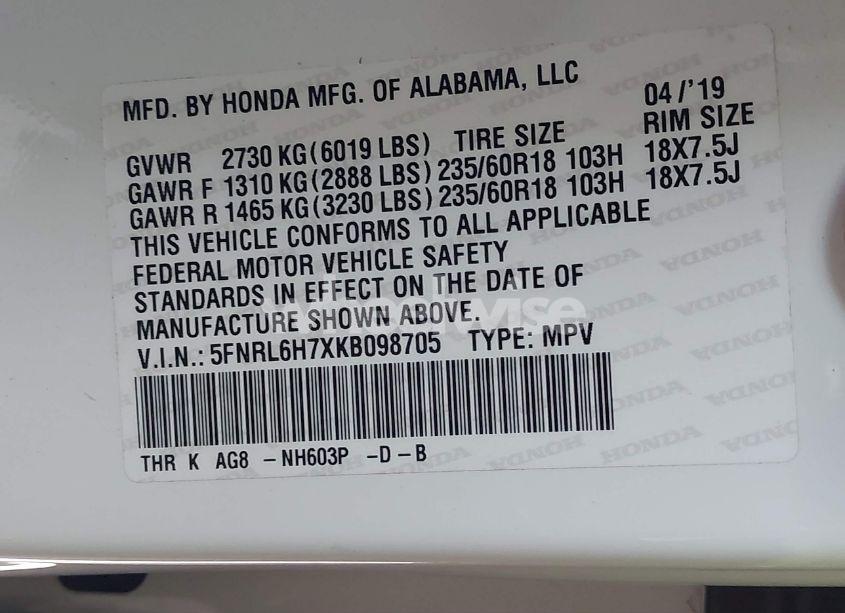 MFD. BY HONDA MFG. OF ALABAMA, LLC 04/'19
GVWR 2730 KG(6019 LBS) TIRE SIZE RIM SIZE
GAWR F 1310 KG(2888 LBS) 235/60R18 103H 18X7.5J
GAWR R 1465 KG(3230 LBS) 235/60R18 103H 18X7.5J
THIS VEHICLE CONFORMS TO ALL APPLICABLE
FEDERAL MOTOR VEHICLE SAFETY
STANDARDS IN EFFECT ON THE DATE OF
MANUFACTURE SHOWN ABOVE.
V.I.N.: 5FNRL6H7XKB098705 TYPE: MPV
THR K AG8 -NH603P -D-B